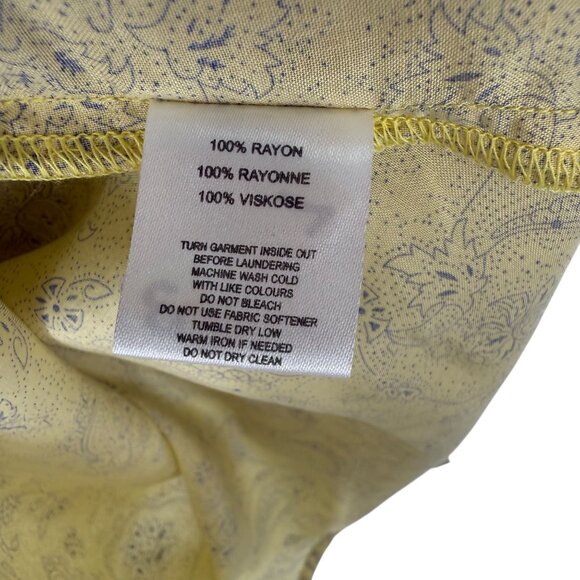 100% RAYON
100% RAYONNE
100% VISKOSE
TURN GARMENT INSIDE OUT
BEFORE LAUNDERING
MACHINE WASH COLD
WITH LIKE COLOURS
DO NOT BLEACH
DO NOT USE FABRIC SOFTENER
TUMBLE DRY LOW
WARM IRON IF NEEDED
DO NOT DRY CLEAN